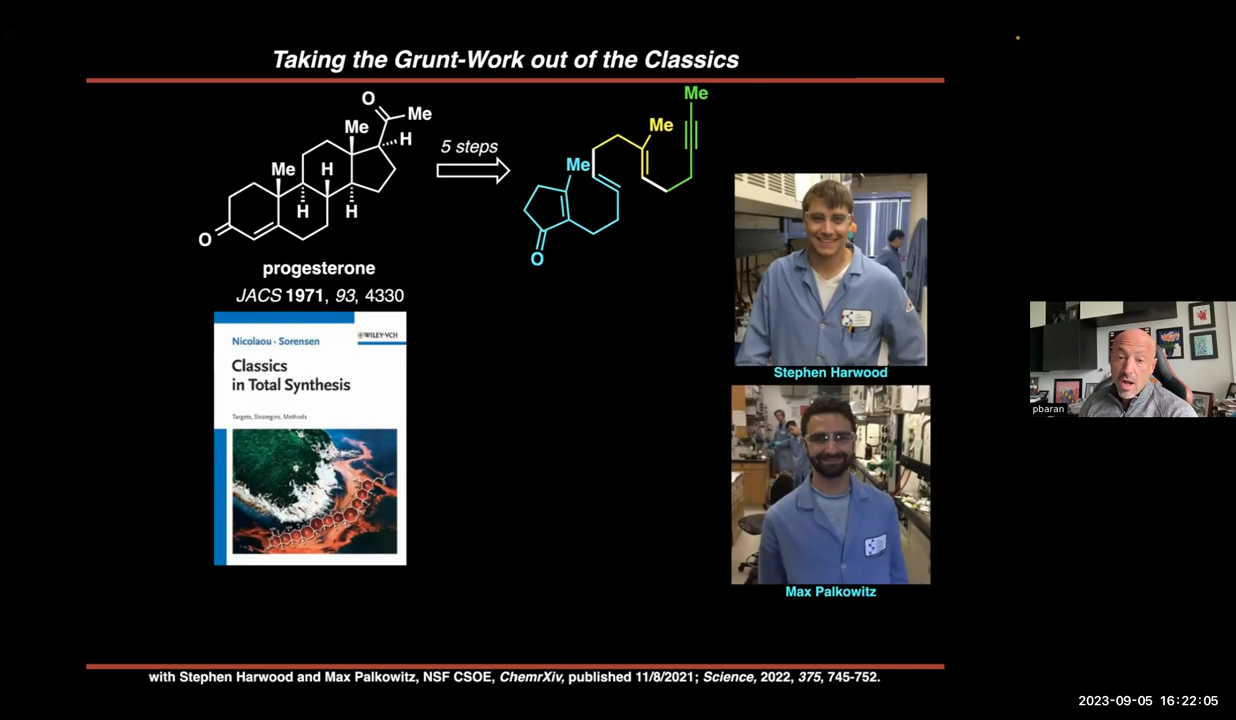 Taking the Grunt-Work out of the Classics
O
Me
Me
H
Me
H
H
H
O
5 steps
Me
Me
Me
O
progesterone
JACS 1971, 93, 4330
Nicolaou · Sorensen
WILEY-VCH
Classics
in Total Synthesis
Targets, Strategies, Methods
Stephen Harwood
Max Palkowitz
pbaran
with Stephen Harwood and Max Palkowitz, NSF CSOE, ChemrXiv, published 11/8/2021; Science, 2022, 375, 745-752.
2023-09-05 16:22:05